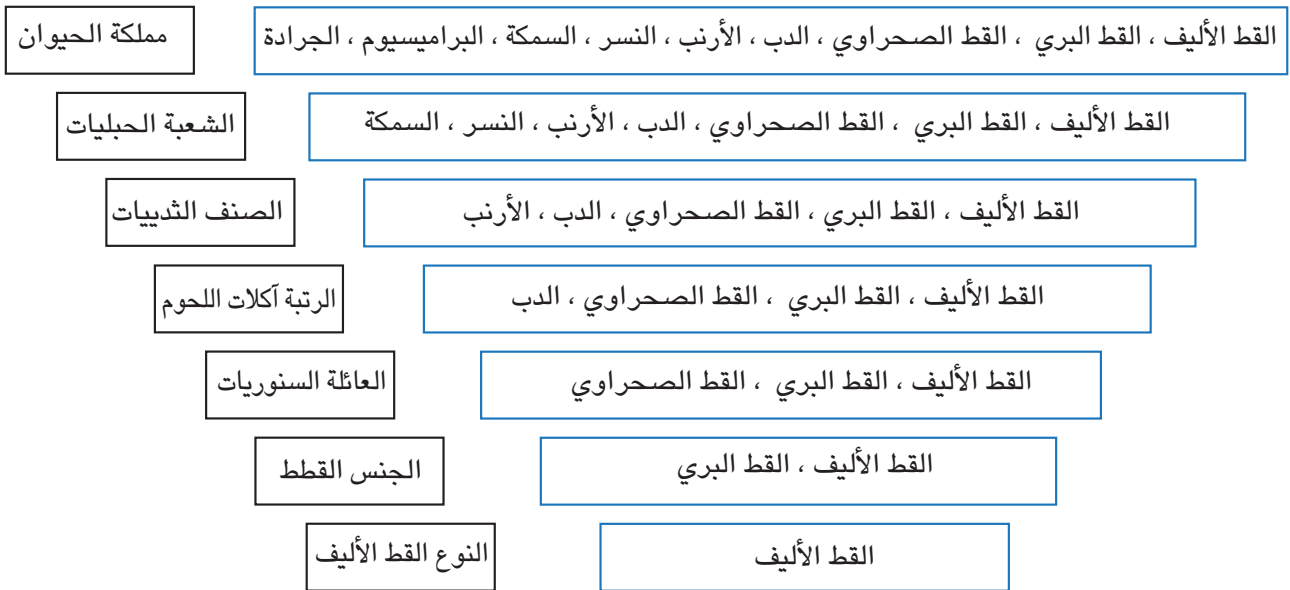 القط الأليف ، القط البري ، القط الصحراوي ، الدب ، الأرنب ، النسر ، السمكة ، البراميسيوم ، الجرادة
مملكة الحيوان
القط الأليف ، القط البري ، القط الصحراوي ، الدب ، الأرنب ، النسر ، السمكة
الشعبة الحبليات
القط الأليف ، القط البري ، القط الصحراوي ، الدب ، الأرنب
الصنف الثدييات
القط الأليف ، القط البري ، القط الصحراوي ، الدب
الرتبة آكلات اللحوم
القط الأليف ، القط البري ، القط الصحراوي
العائلة السنوريات
القط الأليف ، القط البري
الجنس القطط
القط الأليف
النوع القط الأليف